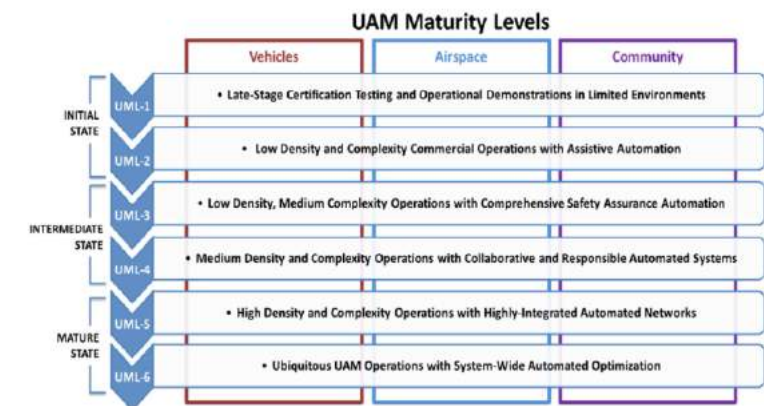 UAM Maturity Levels
Vehicles Airspace Community
INITIAL STATE
UML-1 • Late-Stage Certification Testing and Operational Demonstrations in Limited Environments
UML-2 • Low Density and Complexity Commercial Operations with Assistive Automation
INTERMEDIATE STATE
UML-3 • Low Density, Medium Complexity Operations with Comprehensive Safety Assurance Automation
UML-4 • Medium Density and Complexity Operations with Collaborative and Responsible Automated Systems
MATURE STATE
UML-5 • High Density and Complexity Operations with Highly-Integrated Automated Networks
UML-6 • Ubiquitous UAM Operations with System-Wide Automated Optimization